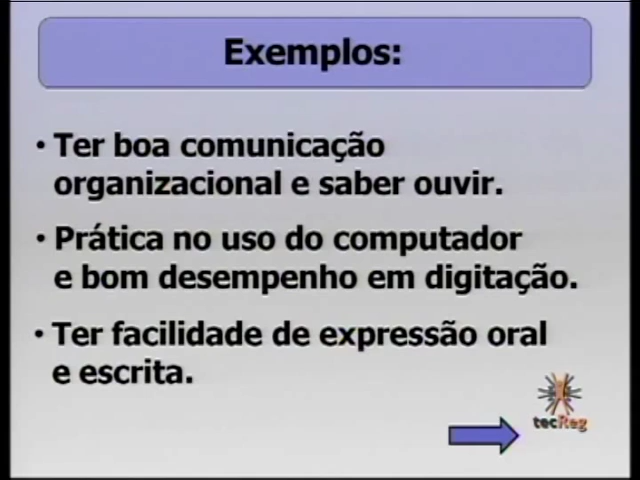 Exemplos:
• Ter boa comunicação
organizacional e saber ouvir.
• Prática no uso do computador
e bom desempenho em digitação.
• Ter facilidade de expressão oral
e escrita.
tecReg